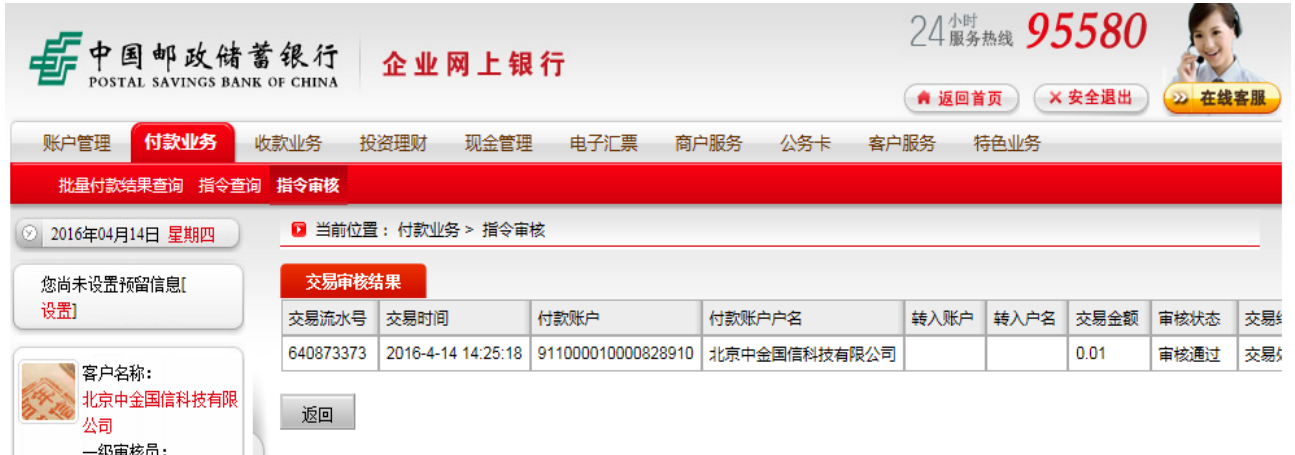 中国邮政储蓄银行
POSTAL SAVINGS BANK OF CHINA
企业网上银行
24小时服务热线 95580
返回首页 安全退出 在线客服
账户管理 付款业务 收款业务 投资理财 现金管理 电子汇票 商户服务 公务卡 客户服务 特色业务
批量付款结果查询 指令查询 指令审核
2016年04月14日 星期四
当前位置：付款业务 > 指令审核
您尚未设置预留信息[
设置]
交易审核结果
交易流水号 交易时间 付款账户 付款账户户名 转入账户 转入户名 交易金额 审核状态 交易
640873373 2016-4-14 14:25:18 911000010000828910 北京中金国信科技有限公司 0.01 审核通过 交易
客户名称：
北京中金国信科技有限
公司
一级审核员：
返回